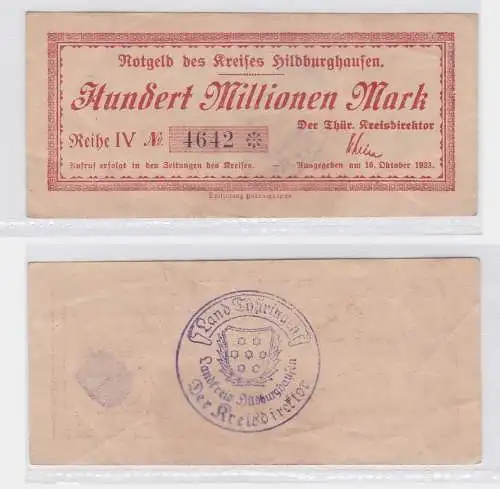 Notgeld des Kreises Hildburghausen.
Hundert Millionen Mark
Der Thür. Kreisdirektor
Reihe IV No. 4642
Aufruf erfolgt in den Zeitungen des Kreises. — Ausgegeben am 16. Oktober 1923.
Land Thüringen
Landkreis Hildburghausen
Der Kreisdirektor